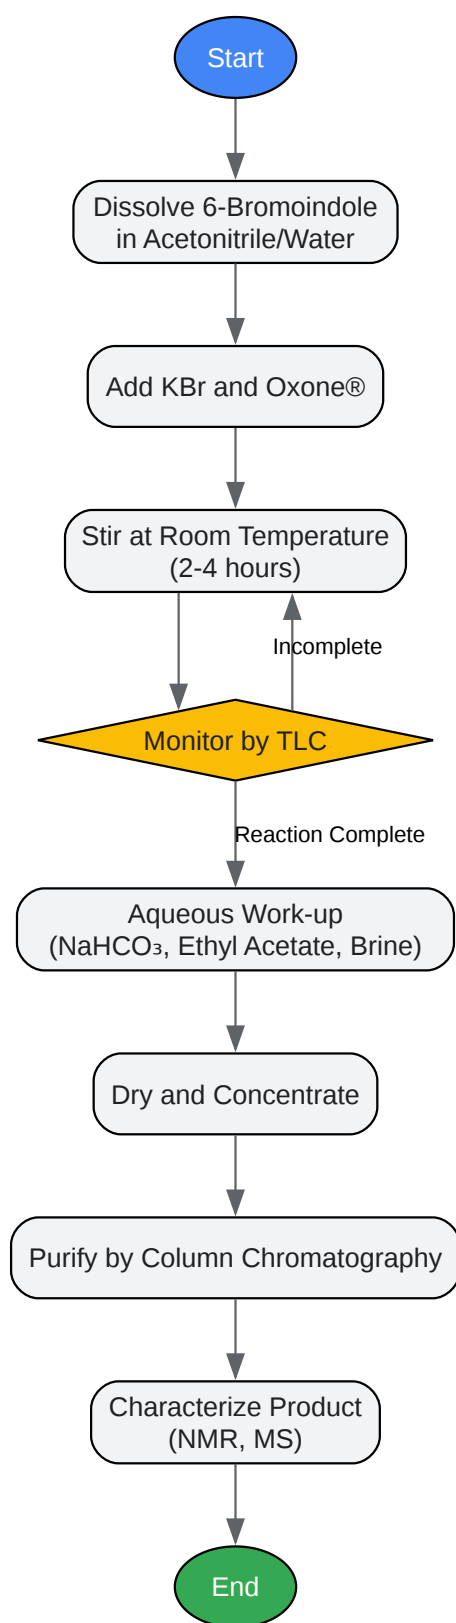 Start
Dissolve 6-Bromoindole
in Acetonitrile/Water
Add KBr and Oxone®
Stir at Room Temperature
(2-4 hours)
Incomplete
Monitor by TLC
Reaction Complete
Aqueous Work-up
(NaHCO₃, Ethyl Acetate, Brine)
Dry and Concentrate
Purify by Column Chromatography
Characterize Product
(NMR, MS)
End